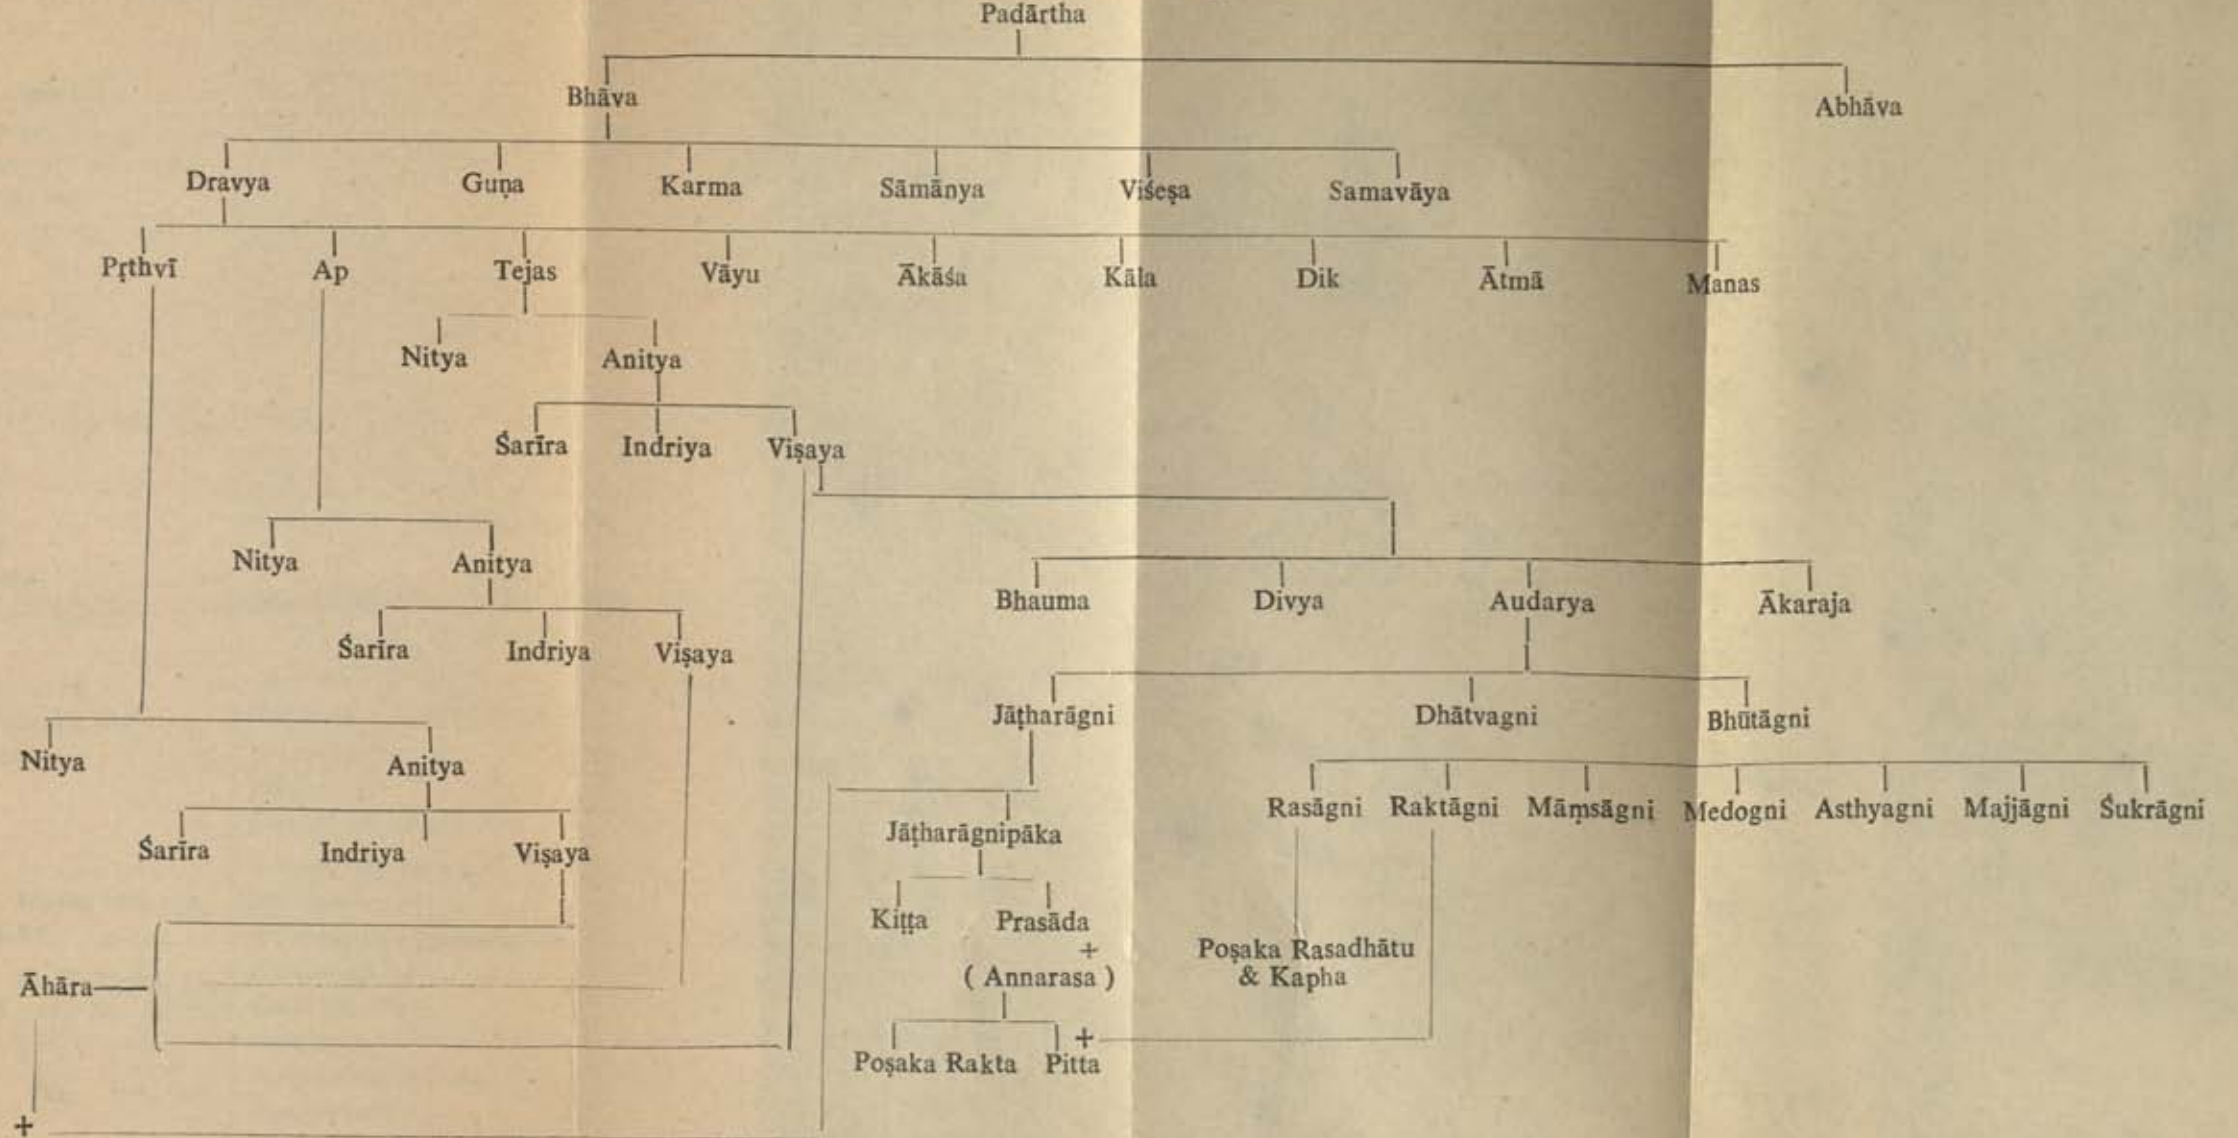 Padārtha
Bhāva Abhāva
Dravya Guṇa Karma Sāmānya Viśeṣa Samavāya
Pṛthvī Ap Tejas Vāyu Ākāśa Kāla Dik Ātmā Manas
Nitya Anitya
Śarīra Indriya Viṣaya
Nitya Anitya
Bhauma Divya Audarya Ākaraja
Śarīra Indriya Viṣaya
Jāṭharāgni Dhātvagni Bhūtāgni
Nitya Anitya
Rasāgni Raktāgni Māṃsāgni Medogni Asthyagni Majjāgni Śukrāgni
Jāṭharāgnipāka
Śarīra Indriya Viṣaya
Kiṭṭa Prasāda
+
Poṣaka Rasadhātu
& Kapha
( Annarasa )
Āhāra
+
Poṣaka Rakta Pitta
+